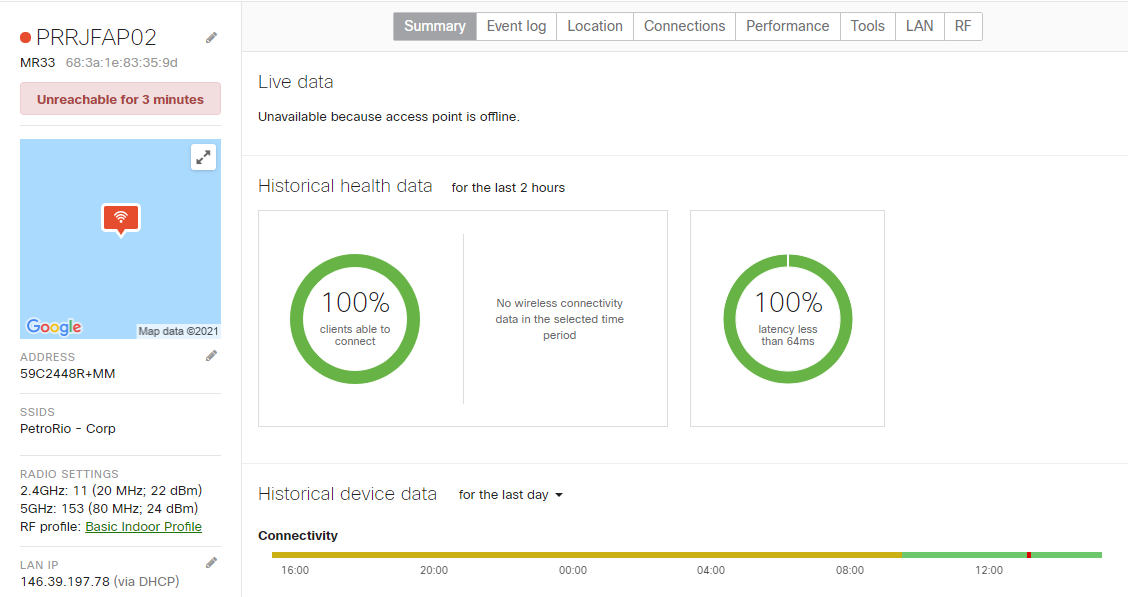 PRRJFAP02
MR33 68:3a:1e:83:35:9d
Unreachable for 3 minutes
Google
Map data ©2021
ADDRESS
59C2448R+MM
SSIDS
PetroRio - Corp
RADIO SETTINGS
2.4GHz: 11 (20 MHz; 22 dBm)
5GHz: 153 (80 MHz; 24 dBm)
RF profile: Basic Indoor Profile
LAN IP
146.39.197.78 (via DHCP)
Summary Event log Location Connections Performance Tools LAN RF
Live data
Unavailable because access point is offline.
Historical health data for the last 2 hours
100%
clients able to
connect
No wireless connectivity
data in the selected time
period
100%
latency less
than 64ms
Historical device data for the last day
Connectivity
16:00 20:00 00:00 04:00 08:00 12:00